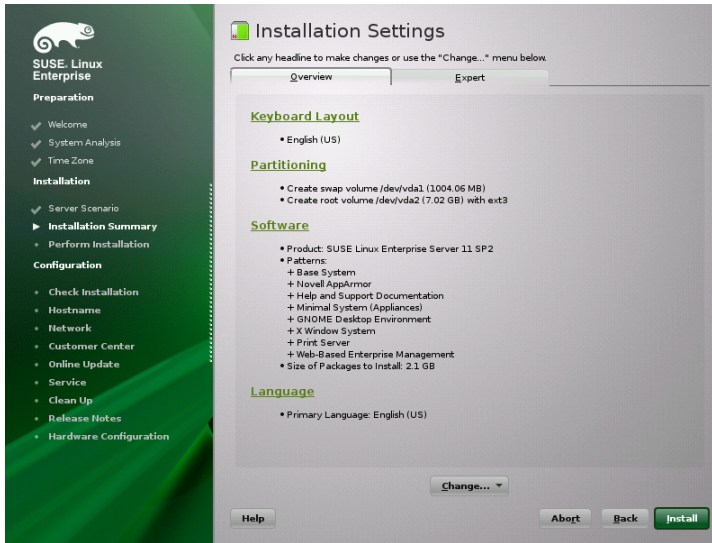 SUSE. Linux
Enterprise
Preparation
Welcome
System Analysis
Time Zone
Installation
Server Scenario
Installation Summary
Perform Installation
Configuration
Check Installation
Hostname
Network
Customer Center
Online Update
Service
Clean Up
Release Notes
Hardware Configuration
Installation Settings
Click any headline to make changes or use the "Change..." menu below.
Overview
Expert
Keyboard Layout
• English (US)
Partitioning
• Create swap volume /dev/vda1 (1004.06 MB)
• Create root volume /dev/vda2 (7.02 GB) with ext3
Software
• Product: SUSE Linux Enterprise Server 11 SP2
• Patterns:
+ Base System
+ Novell AppArmor
+ Help and Support Documentation
+ Minimal System (Appliances)
+ GNOME Desktop Environment
+ X Window System
+ Print Server
+ Web-Based Enterprise Management
• Size of Packages to Install: 2.1 GB
Language
• Primary Language: English (US)
Change...
Help
Abort
Back
Install